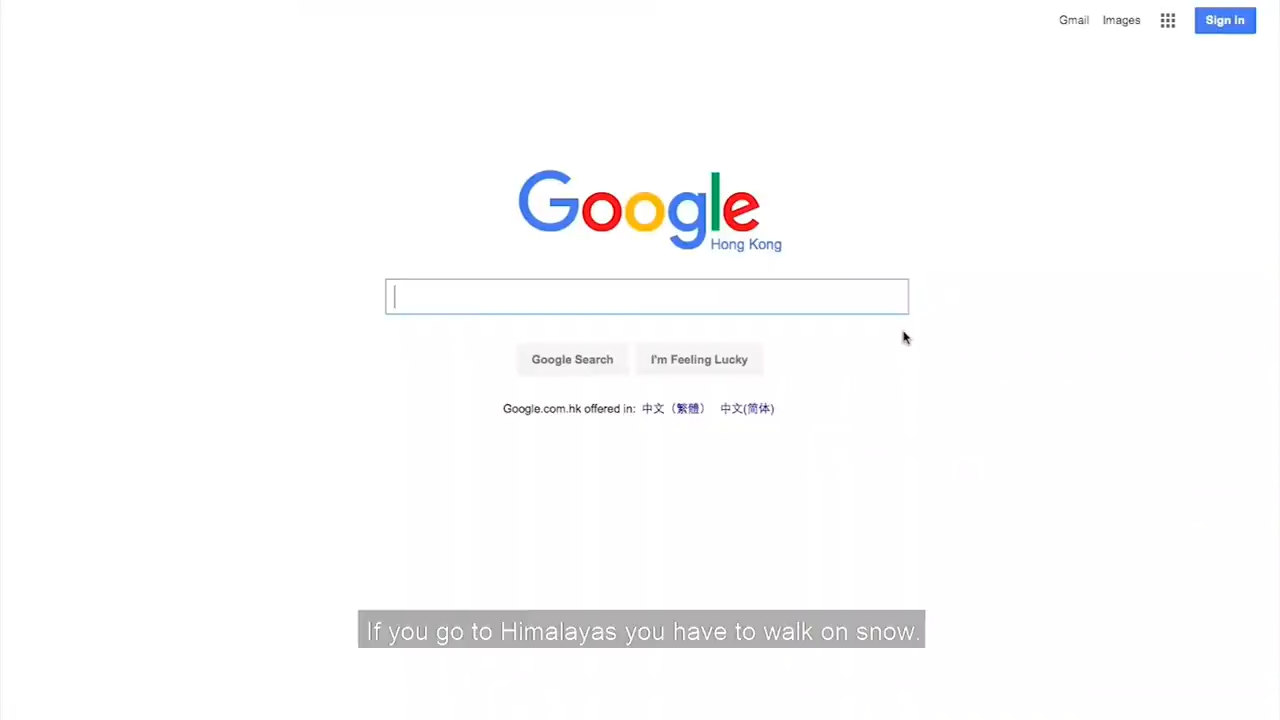 Gmail Images Sign in
Google
Hong Kong
Google Search I'm Feeling Lucky
Google.com.hk offered in: 中文（繁體） 中文(简体)
If you go to Himalayas you have to walk on snow.